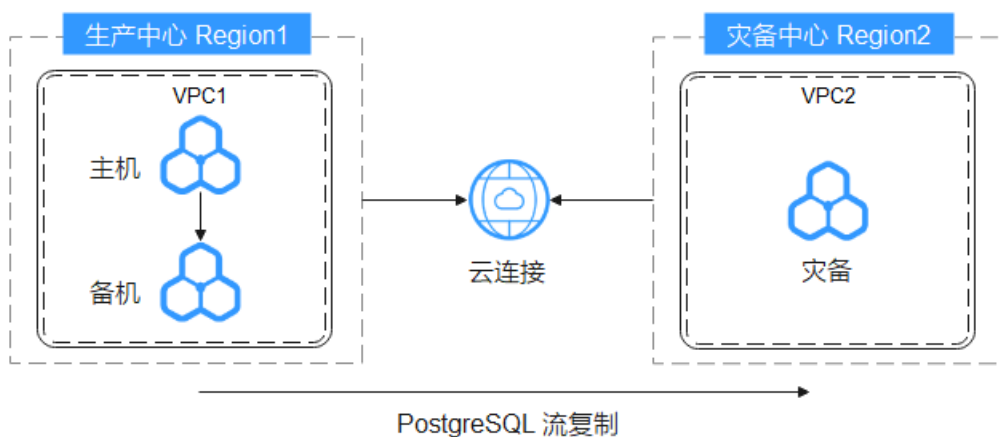 生产中心 Region1
灾备中心 Region2
VPC1
VPC2
主机
备机
云连接
灾备
PostgreSQL 流复制